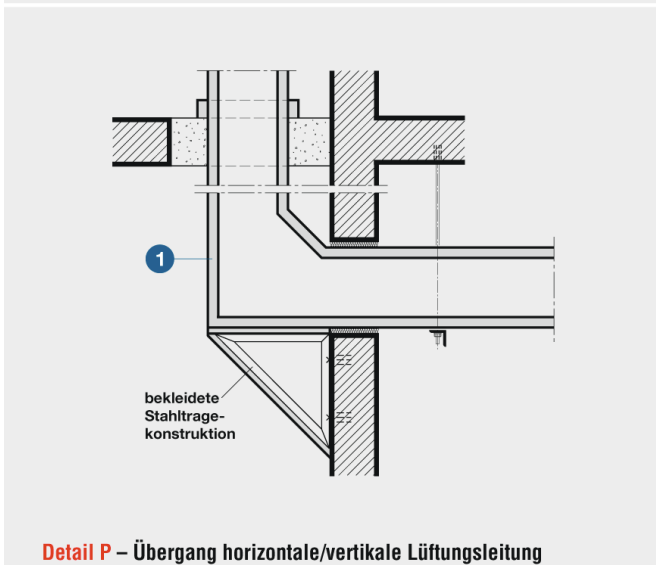 1
bekleidete
Stahltrage-
konstruktion
Detail P – Übergang horizontale/vertikale Lüftungsleitung